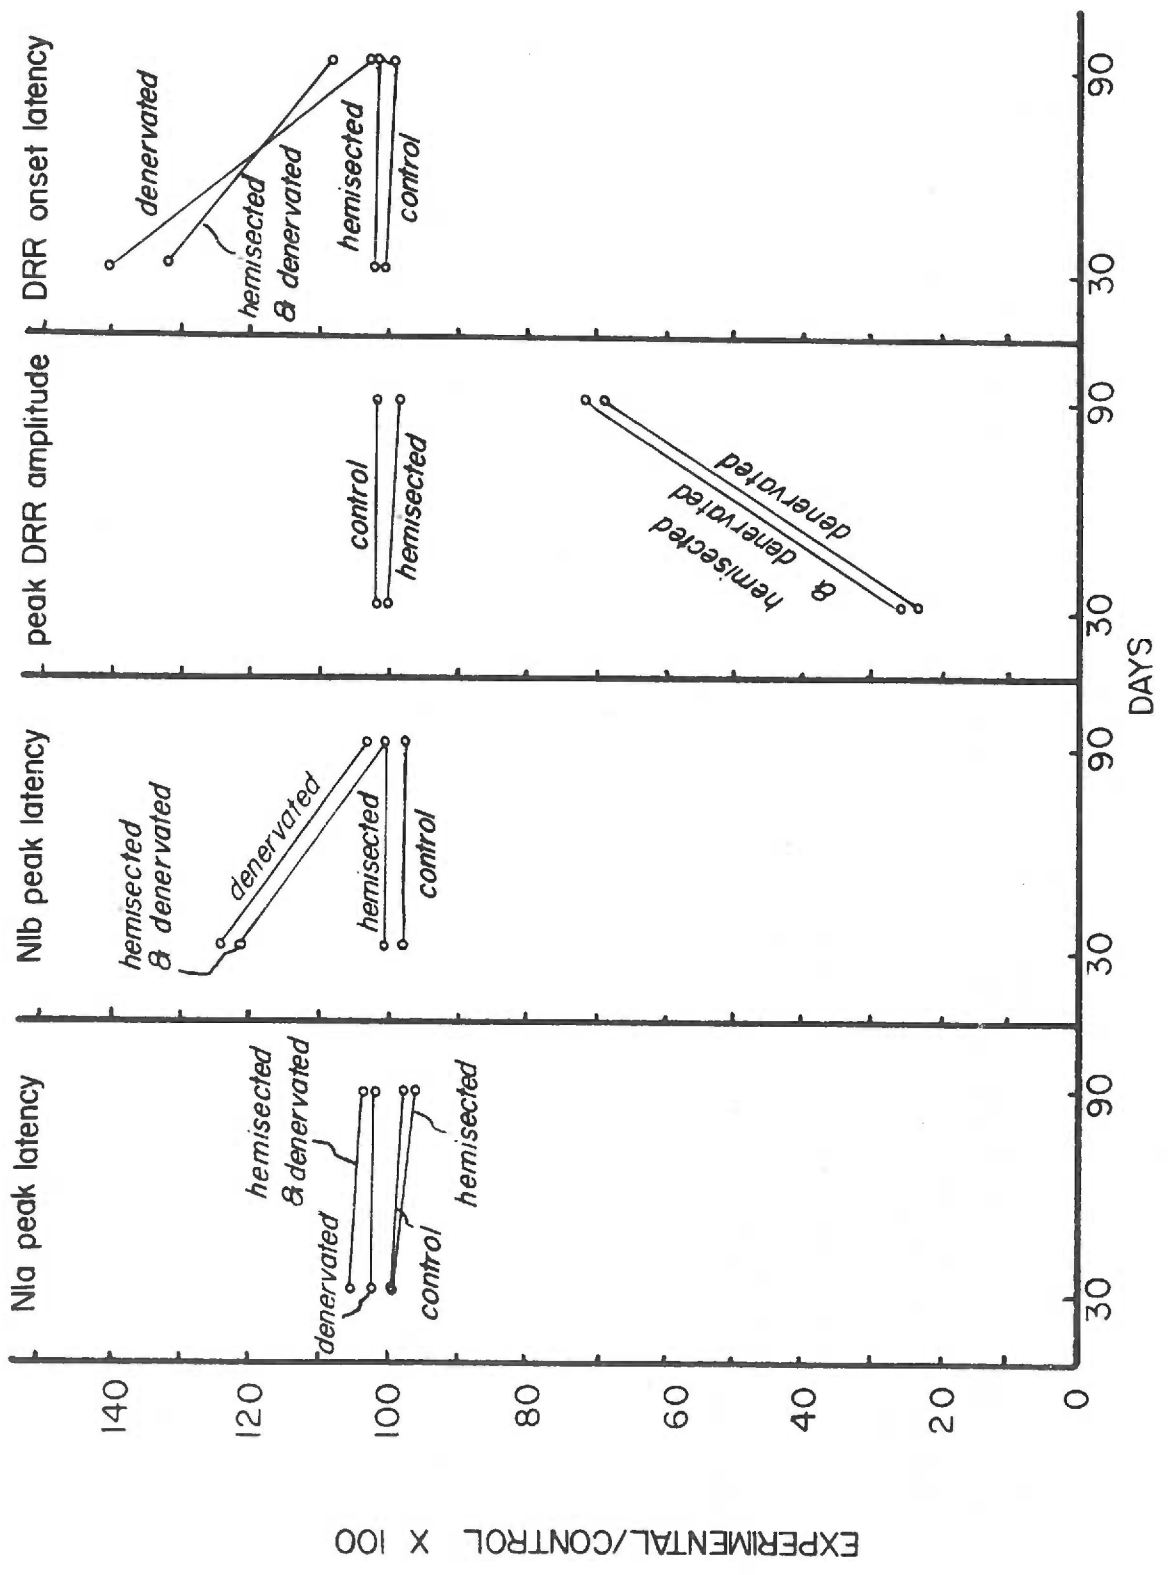 EXPERIMENTAL/CONTROL X 100
140
120
100
80
60
40
20
0
NIa peak latency
hemisected
& denervated
denervated
control
hemisected
30
90
NIb peak latency
hemisected
& denervated
denervated
hemisected
control
30
90
peak DRR amplitude
control
hemisected
hemisected
& denervated
denervated
30
90
DRR onset latency
denervated
hemisected
& denervated
hemisected
control
30
90
DAYS